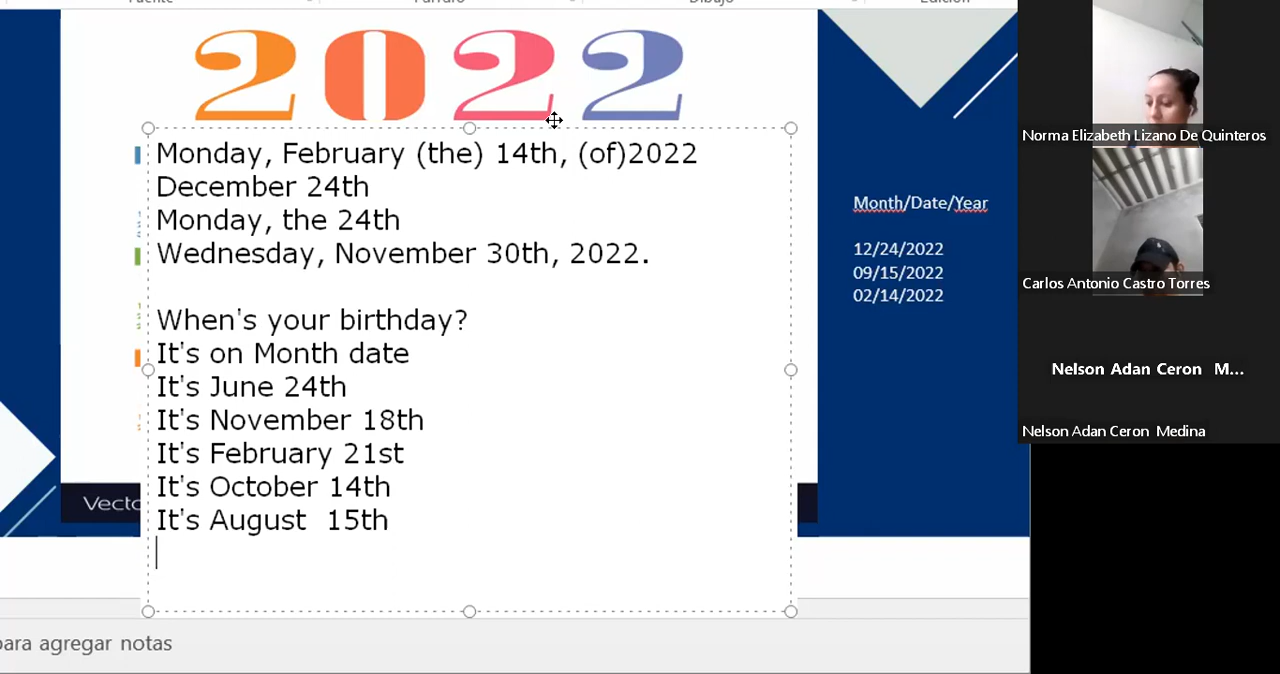 2022
Monday, February (the) 14th, (of)2022
December 24th
Monday, the 24th
Wednesday, November 30th, 2022.
When's your birthday?
It's on Month date
It's June 24th
It's November 18th
It's February 21st
It's October 14th
It's August  15th
Vecto
Month/Date/Year
12/24/2022
09/15/2022
02/14/2022
Norma Elizabeth Lizano De Quinteros
Carlos Antonio Castro Torres
Nelson Adan Ceron  M...
Nelson Adan Ceron  Medina
para agregar notas